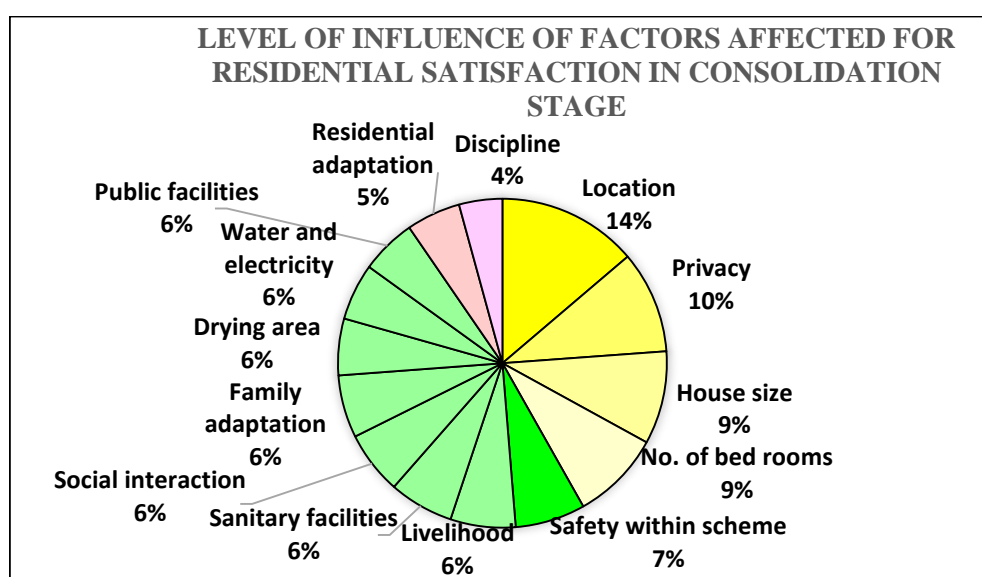 LEVEL OF INFLUENCE OF FACTORS AFFECTED FOR
RESIDENTIAL SATISFACTION IN CONSOLIDATION
STAGE
Location
14%
Privacy
10%
House size
9%
No. of bed rooms
9%
Safety within scheme
7%
Livelihood
6%
Sanitary facilities
6%
Social interaction
6%
Family
adaptation
6%
Drying area
6%
Water and
electricity
6%
Public facilities
6%
Residential
adaptation
5%
Discipline
4%